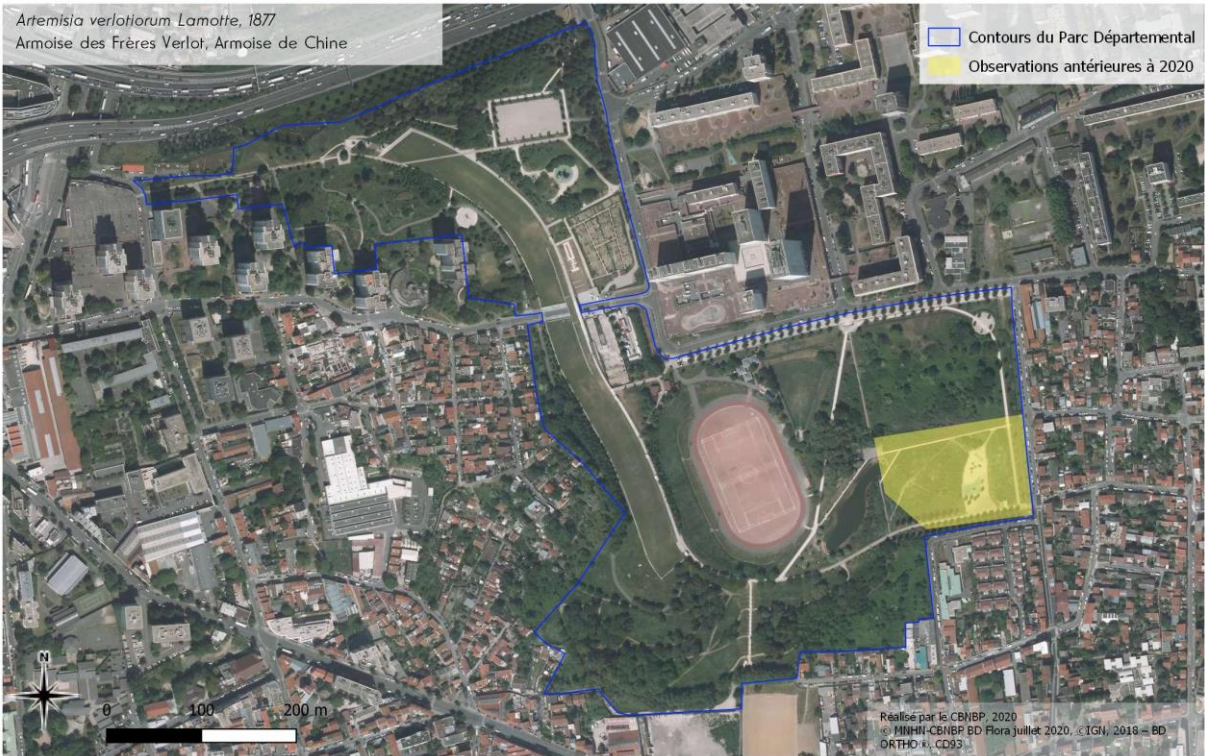 Artemisia verlotiorum Lamotte, 1877
Armoise des Frères Verlot, Armoise de Chine
Contours du Parc Départemental
Observations antérieures à 2020
N
0 100 200 m
Réalisé par le CBNBP, 2020
© MNHN-CBNBP BD Flora juillet 2020, © IGN, 2018 – BD
ORTHO ®, CD93